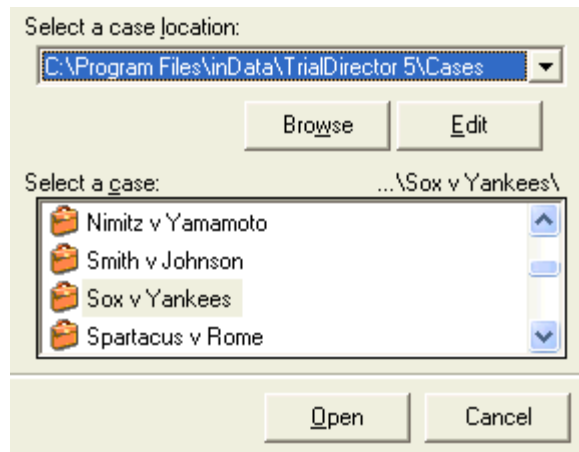 Select a case location:
C:\Program Files\inData\TrialDirector 5\Cases
Browse Edit
Select a case: ...\Sox v Yankees\
Nimitz v Yamamoto
Smith v Johnson
Sox v Yankees
Spartacus v Rome
Open Cancel